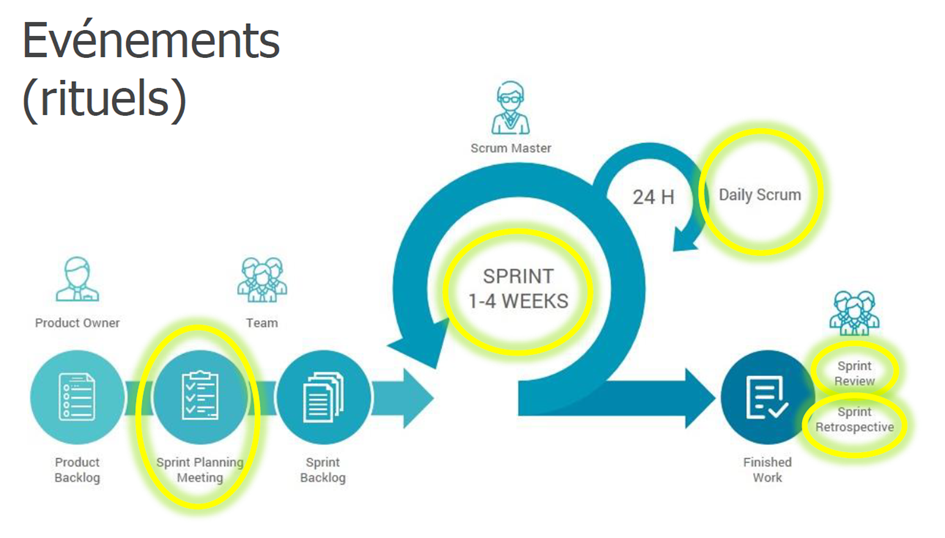 Evénements
(rituels)
Scrum Master
24 H
Daily Scrum
SPRINT
1-4 WEEKS
Product Owner
Team
Sprint
Review
Sprint
Retrospective
Product
Backlog
Sprint Planning
Meeting
Sprint
Backlog
Finished
Work